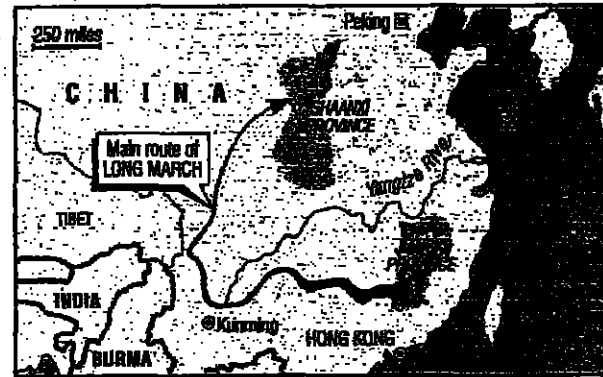 250 miles
Peking
CHINA
SHAANXI
PROVINCE
Main route of
LONG MARCH
Yangtze River
TIBET
INDIA
Kunming
BURMA
HONG KONG